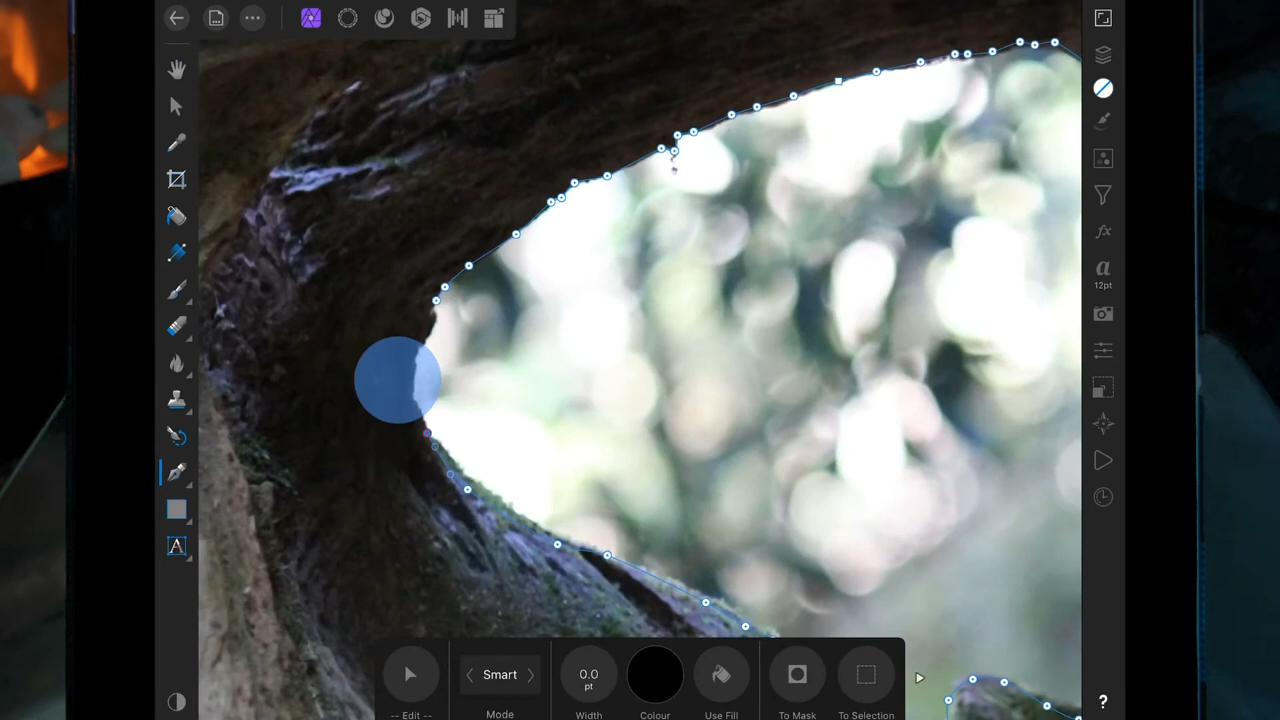 a
12pt
A
Smart
0.0
pt
-- Edit --
Mode
Width
Colour
Use Fill
To Mask
To Selection
?